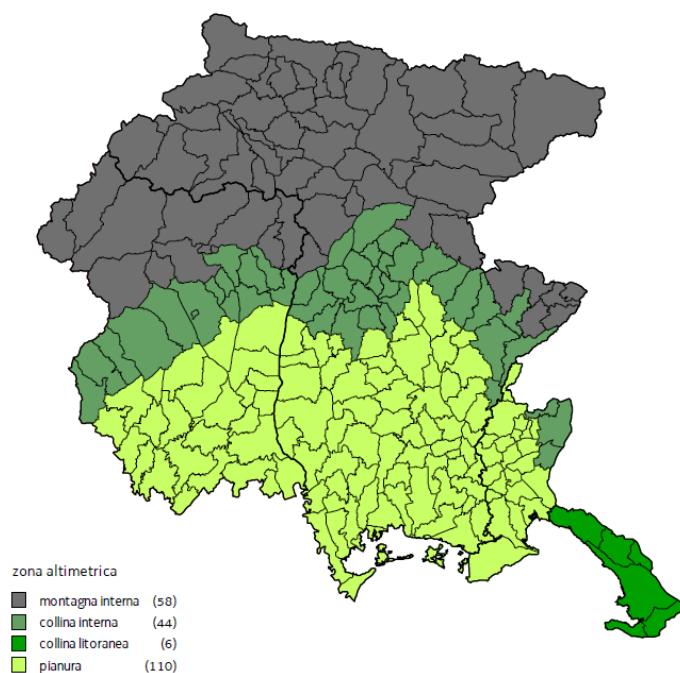 zona altimetrica
montagna interna (58)
collina interna (44)
collina litoranea (6)
pianura (110)